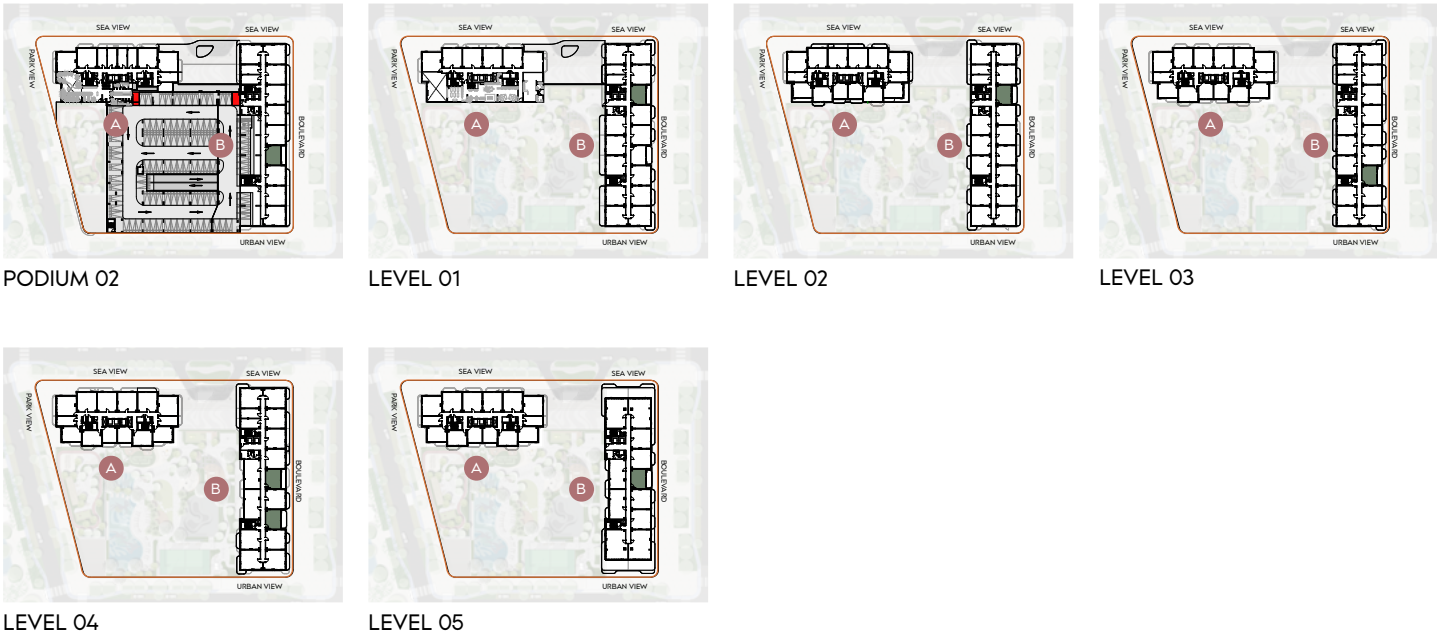 SEA VIEW
SEA VIEW
PARK VIEW
A
B
BOULEVARD
URBAN VIEW
PODIUM 02
SEA VIEW
SEA VIEW
PARK VIEW
A
B
BOULEVARD
URBAN VIEW
LEVEL 01
SEA VIEW
SEA VIEW
PARK VIEW
A
B
BOULEVARD
URBAN VIEW
LEVEL 02
SEA VIEW
SEA VIEW
PARK VIEW
A
B
BOULEVARD
URBAN VIEW
LEVEL 03
SEA VIEW
SEA VIEW
PARK VIEW
A
B
BOULEVARD
URBAN VIEW
LEVEL 04
SEA VIEW
SEA VIEW
PARK VIEW
A
B
BOULEVARD
URBAN VIEW
LEVEL 05